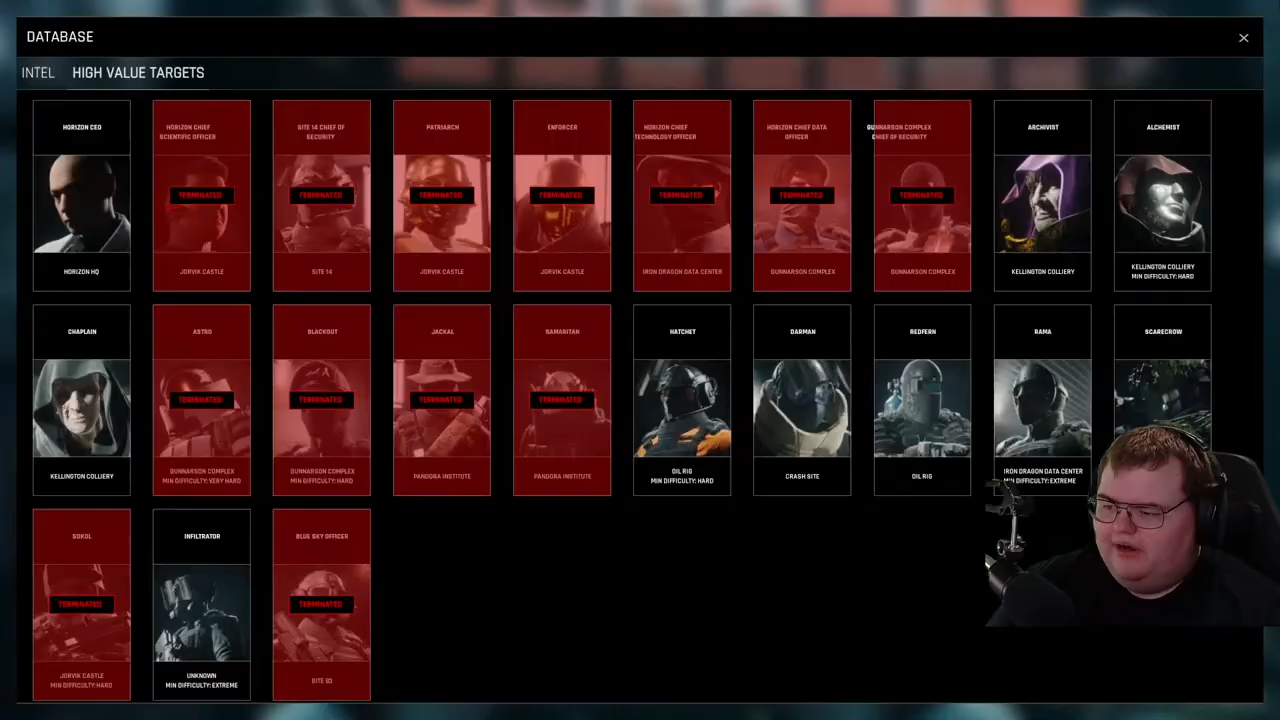 DATABASE
INTEL
HIGH VALUE TARGETS
HORIZON CEO
HORIZON HQ
HORIZON CHIEF
SCIENTIFIC OFFICER
TERMINATED
JORVIK CASTLE
SITE 14 CHIEF OF
SECURITY
TERMINATED
SITE 14
PATRIARCH
TERMINATED
JORVIK CASTLE
ENFORCER
TERMINATED
JORVIK CASTLE
HORIZON CHIEF
TECHNOLOGY OFFICER
TERMINATED
IRON DRAGON DATA CENTER
HORIZON CHIEF DATA
OFFICER
TERMINATED
GUNNARSON COMPLEX
GUNNARSON COMPLEX
CHIEF OF SECURITY
TERMINATED
GUNNARSON COMPLEX
ARCHIVIST
KELLINGTON COLLIERY
ALCHEMIST
KELLINGTON COLLIERY
MIN DIFFICULTY: HARD
CHAPLAIN
KELLINGTON COLLIERY
ASTRO
TERMINATED
GUNNARSON COMPLEX
MIN DIFFICULTY: VERY HARD
BLACKOUT
TERMINATED
GUNNARSON COMPLEX
MIN DIFFICULTY: HARD
JACKAL
TERMINATED
PANDORA INSTITUTE
SAMARITAN
TERMINATED
PANDORA INSTITUTE
HATCHET
OIL RIG
MIN DIFFICULTY: HARD
DARMAN
CRASH SITE
REDFERN
OIL RIG
RAMA
IRON DRAGON DATA CENTER
MIN DIFFICULTY: EXTREME
SCARECROW
SOKOL
TERMINATED
JORVIK CASTLE
MIN DIFFICULTY: HARD
INFILTRATOR
UNKNOWN
MIN DIFFICULTY: EXTREME
BLUE SKY OFFICER
TERMINATED